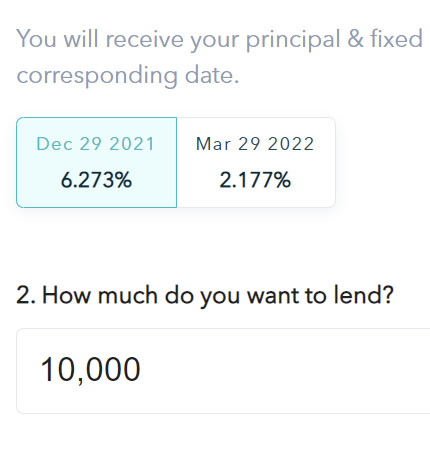 You will receive your principal & fixed
corresponding date.
Dec 29 2021 Mar 29 2022
6.273% 2.177%
2. How much do you want to lend?
10,000